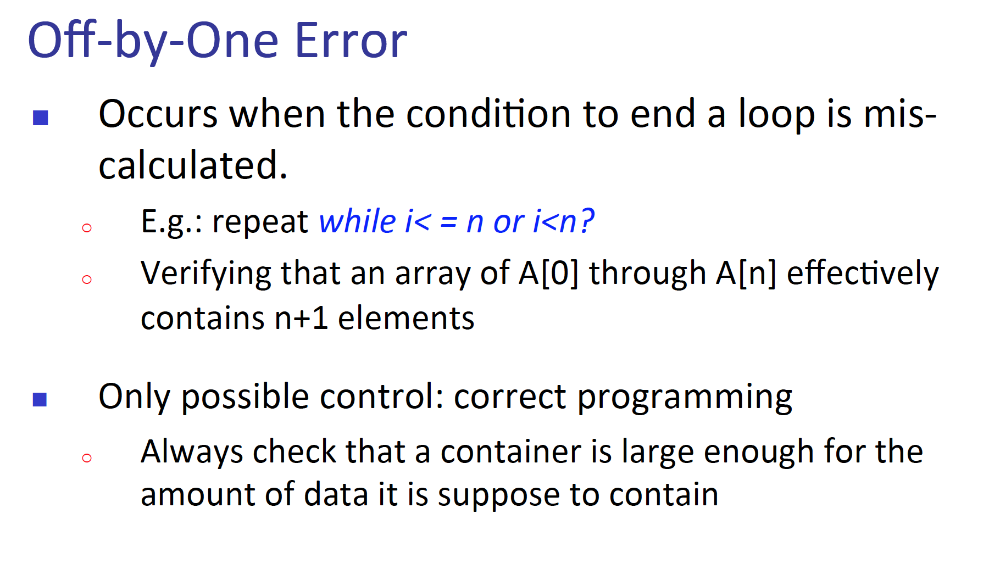 Off-by-One Error
Occurs when the condition to end a loop is mis-
calculated.
E.g.: repeat while i< = n or i<n?
Verifying that an array of A[0] through A[n] effectively
contains n+1 elements
Only possible control: correct programming
Always check that a container is large enough for the
amount of data it is suppose to contain